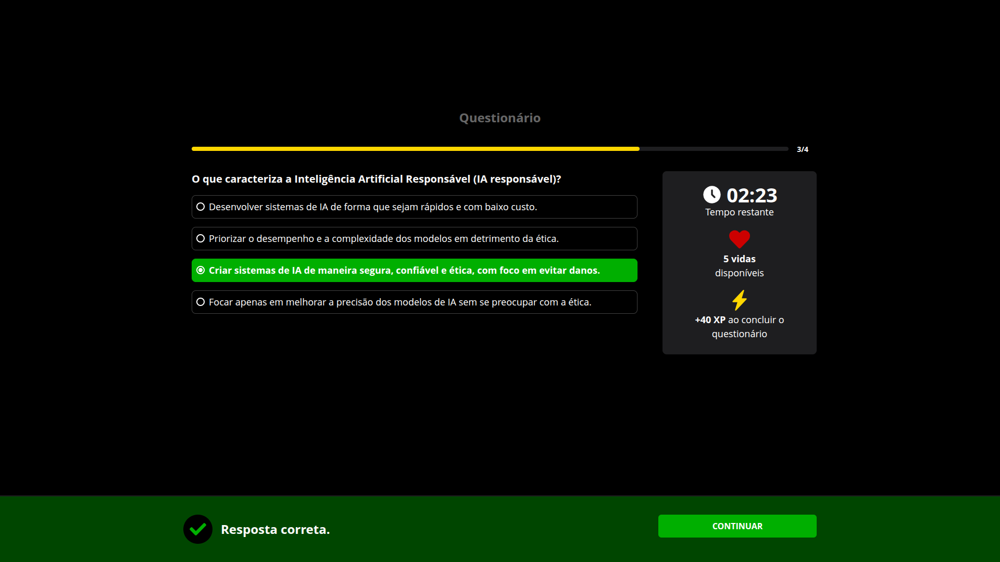 Questionário
3/4
O que caracteriza a Inteligência Artificial Responsável (IA responsável)?
Desenvolver sistemas de IA de forma que sejam rápidos e com baixo custo.
Priorizar o desempenho e a complexidade dos modelos em detrimento da ética.
Criar sistemas de IA de maneira segura, confiável e ética, com foco em evitar danos.
Focar apenas em melhorar a precisão dos modelos de IA sem se preocupar com a ética.
02:23
Tempo restante
5 vidas
disponíveis
+40 XP ao concluir o
questionário
Resposta correta.
CONTINUAR